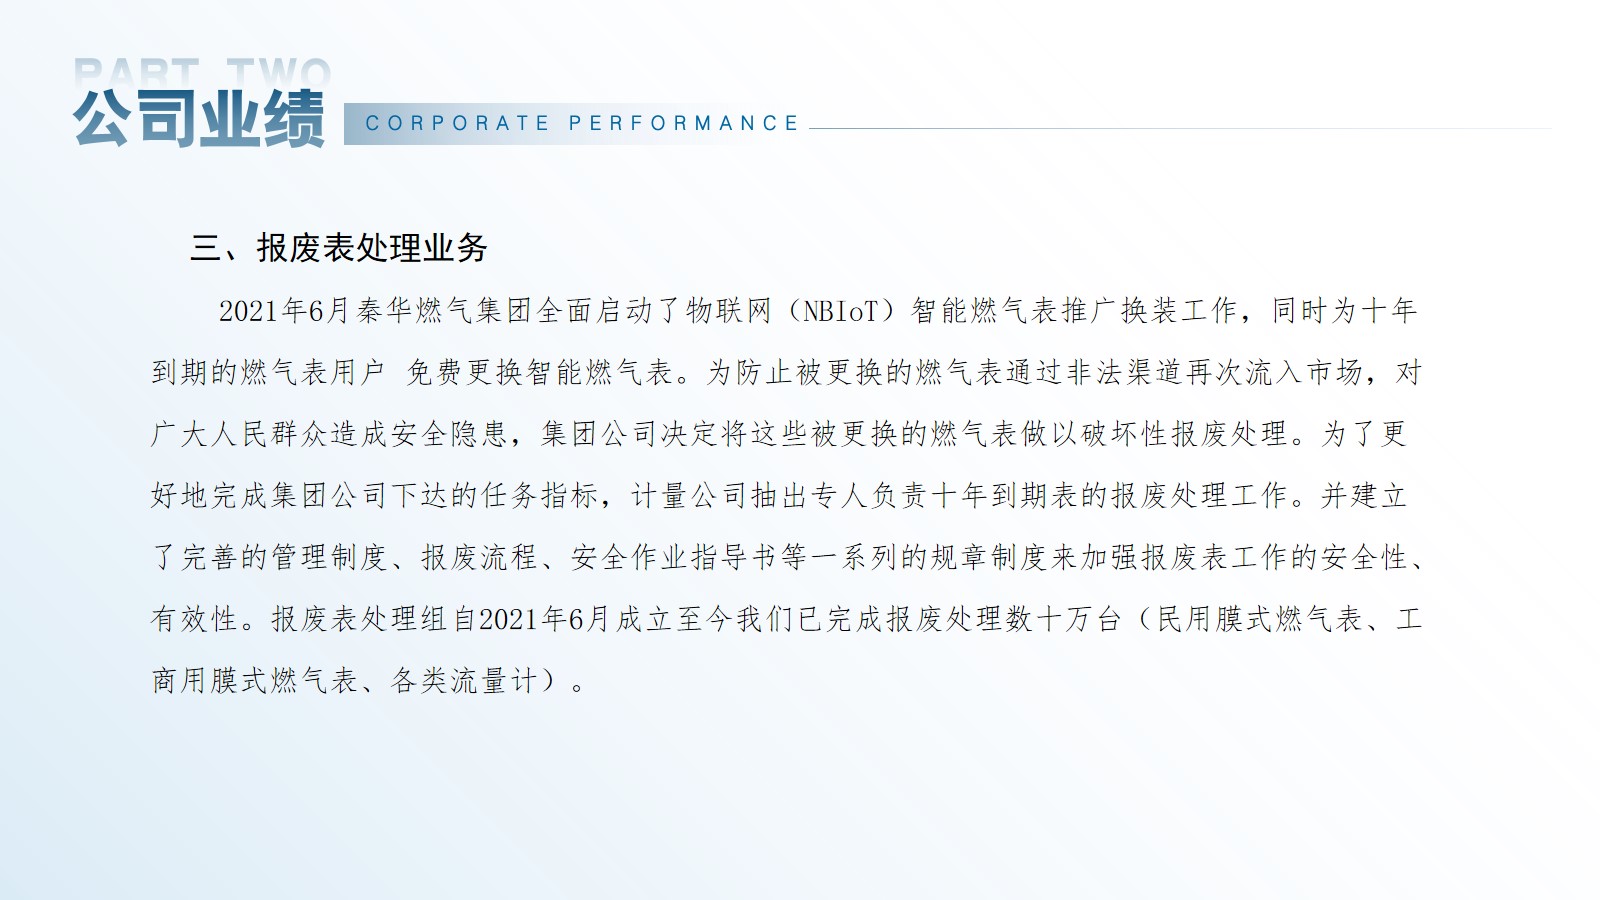 PART TWO
公司业绩
CORPORATE PERFORMANCE
三、报废表处理业务
2021年6月秦华燃气集团全面启动了物联网（NBIoT）智能燃气表推广换装工作，同时为十年
到期的燃气表用户 免费更换智能燃气表。为防止被更换的燃气表通过非法渠道再次流入市场，对
广大人民群众造成安全隐患，集团公司决定将这些被更换的燃气表做以破坏性报废处理。为了更
好地完成集团公司下达的任务指标，计量公司抽出专人负责十年到期表的报废处理工作。并建立
了完善的管理制度、报废流程、安全作业指导书等一系列的规章制度来加强报废表工作的安全性、
有效性。报废表处理组自2021年6月成立至今我们已完成报废处理数十万台（民用膜式燃气表、工
商用膜式燃气表、各类流量计）。